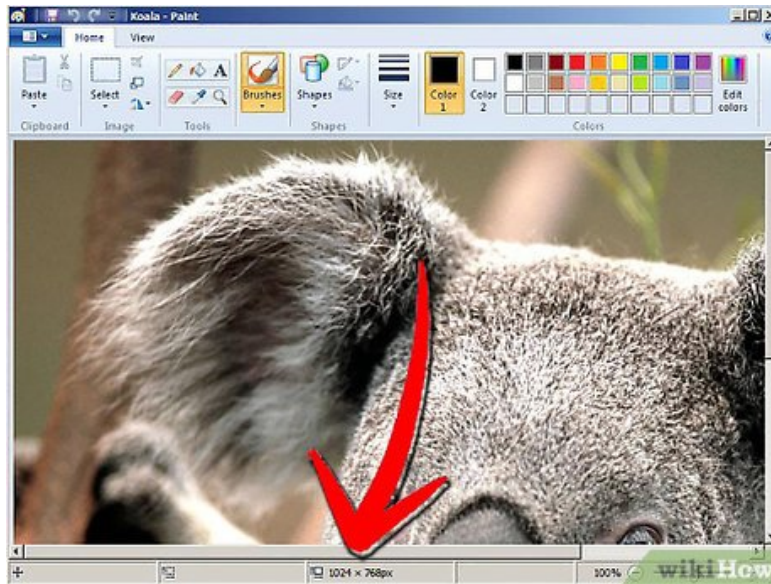 Koala - Paint
Home View
Paste
Select
A
Brushes
Shapes
Size
Color 1
Color 2
Edit colors
Clipboard Image Tools Shapes Colors
1024 × 768px 100%
wikiHow